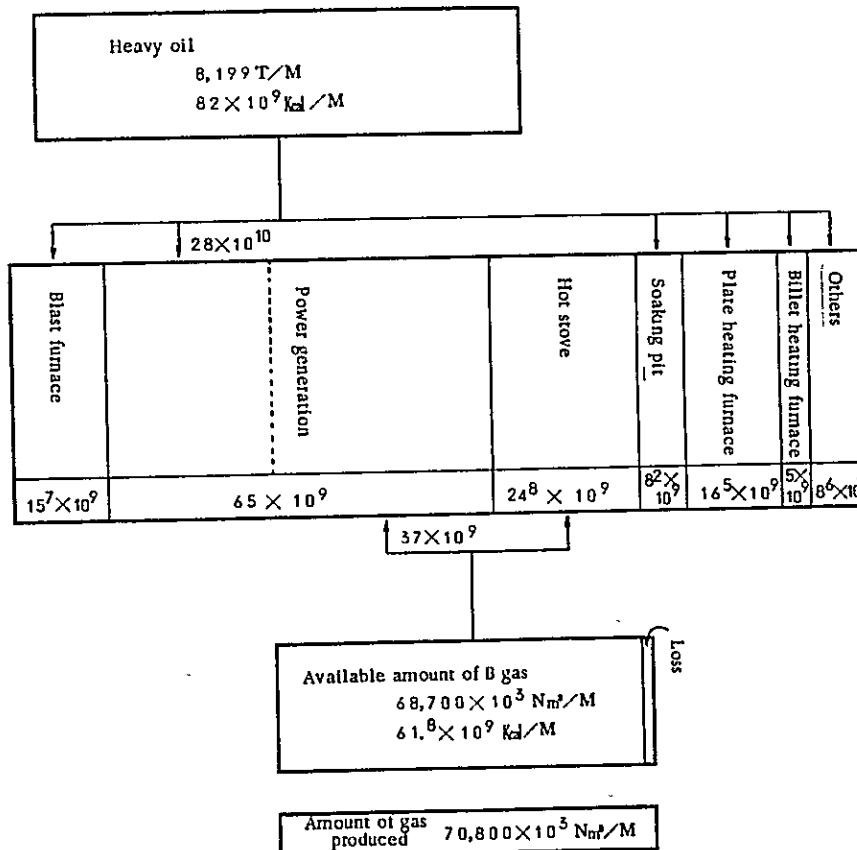 Heavy oil
8,199 T/M
82×10⁹ Kcal/M
28×10¹⁰
Blast furnace
Power generation
Hot stove
Soaking pit
Plate heating furnace
Billet heating furnace
Others
15⁷×10⁹
65 × 10⁹
24⁸ × 10⁹
8²×
10⁹
16⁵×10⁹
5×
10⁹
8⁶×10
37×10⁹
Loss
Available amount of B gas
68,700×10³ Nm³/M
61.⁸×10⁹ Kcal/M
Amount of gas
produced 70,800×10³ Nm³/M